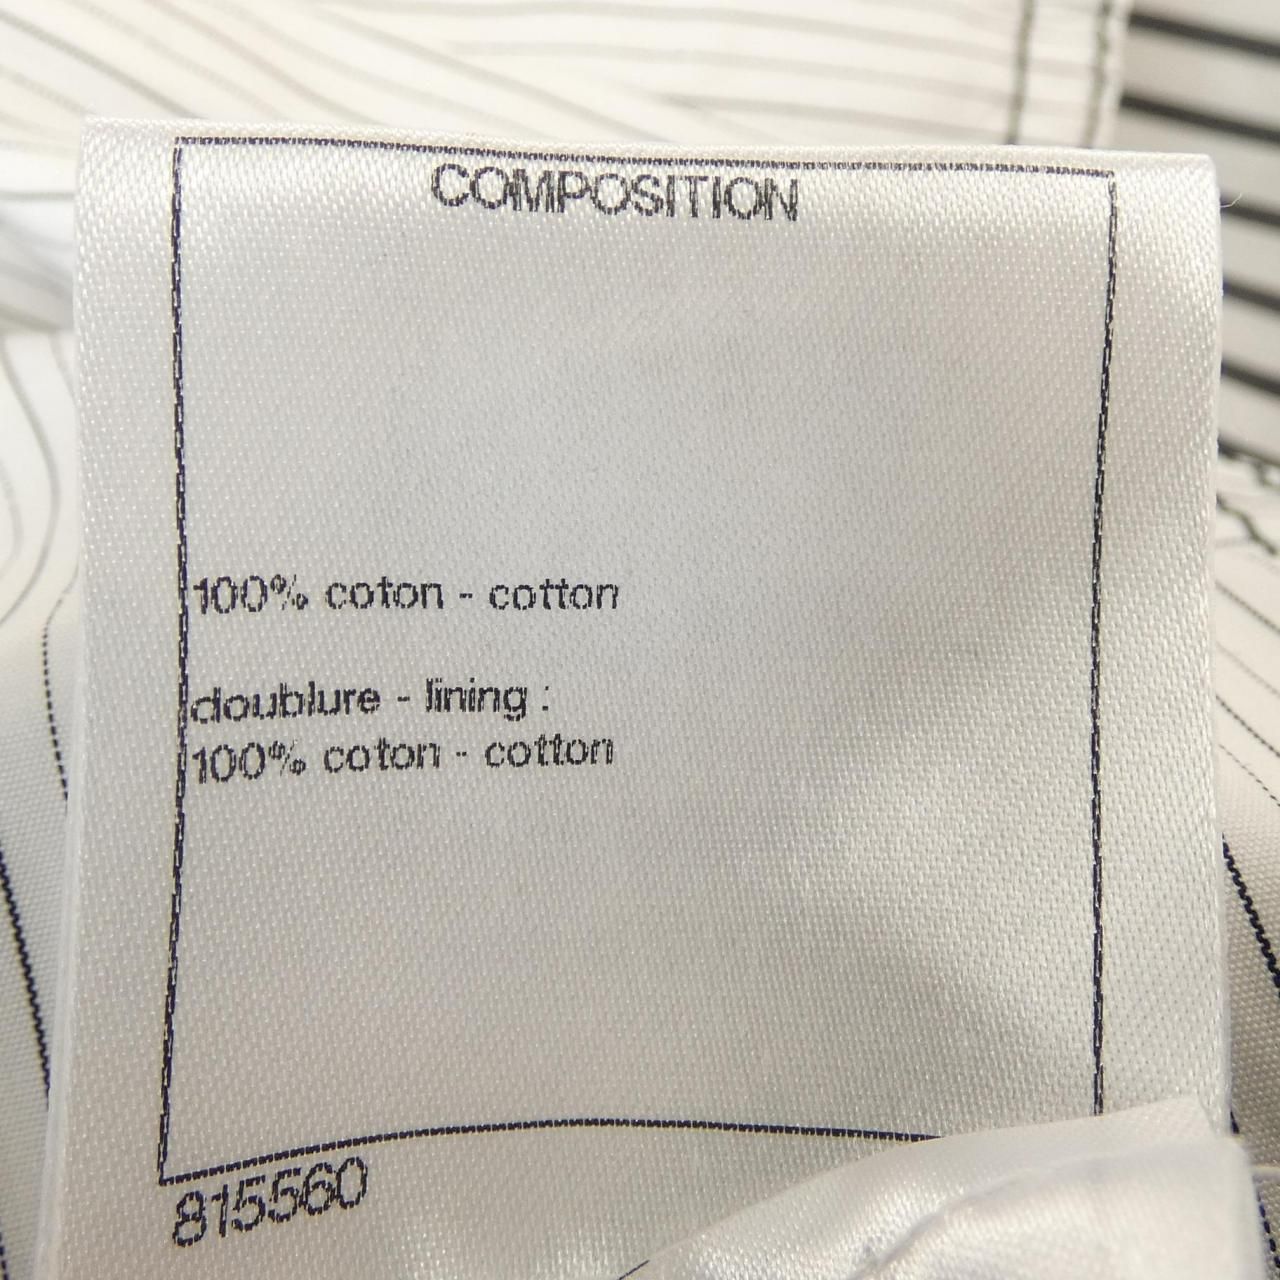 COMPOSITION
100% coton - cotton
doublure - lining :
100% coton - cotton
815560